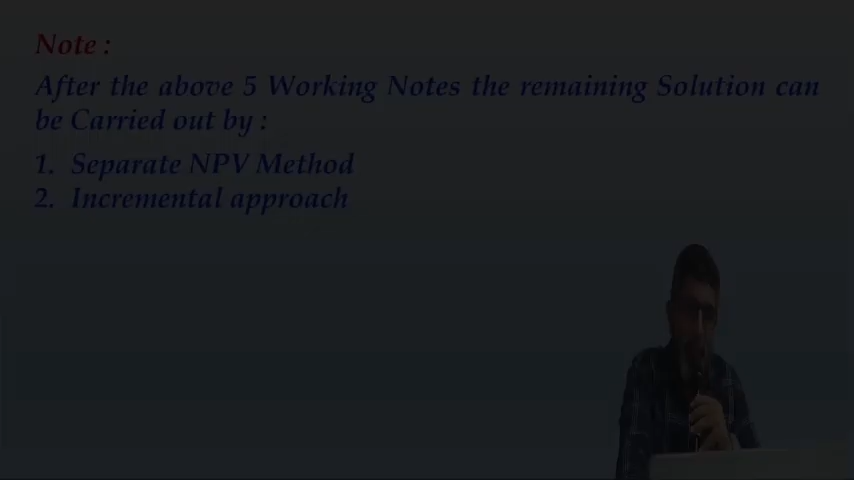 Note :
After the above 5 Working Notes the remaining Solution can
be Carried out by :
1. Separate NPV Method
2. Incremental approach